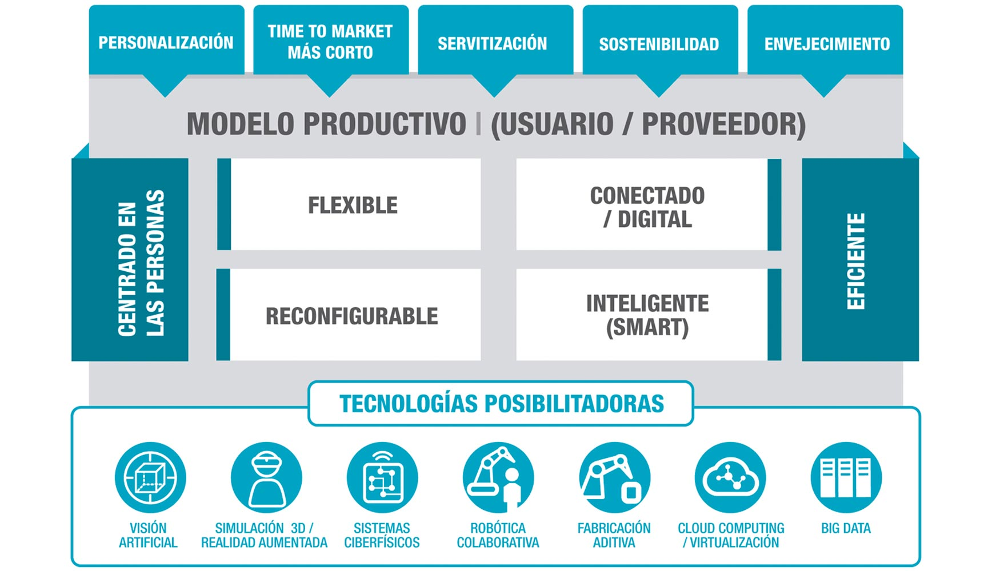 PERSONALIZACIÓN
TIME TO MARKET
MÁS CORTO
SERVITIZACIÓN
SOSTENIBILIDAD
ENVEJECIMIENTO
MODELO PRODUCTIVO | (USUARIO / PROVEEDOR)
CENTRADO EN
LAS PERSONAS
FLEXIBLE
CONECTADO
/ DIGITAL
RECONFIGURABLE
INTELIGENTE
(SMART)
EFICIENTE
TECNOLOGÍAS POSIBILITADORAS
VISIÓN
ARTIFICIAL
SIMULACIÓN 3D /
REALIDAD AUMENTADA
SISTEMAS
CIBERFÍSICOS
ROBÓTICA
COLABORATIVA
FABRICACIÓN
ADITIVA
CLOUD COMPUTING
/ VIRTUALIZACIÓN
BIG DATA